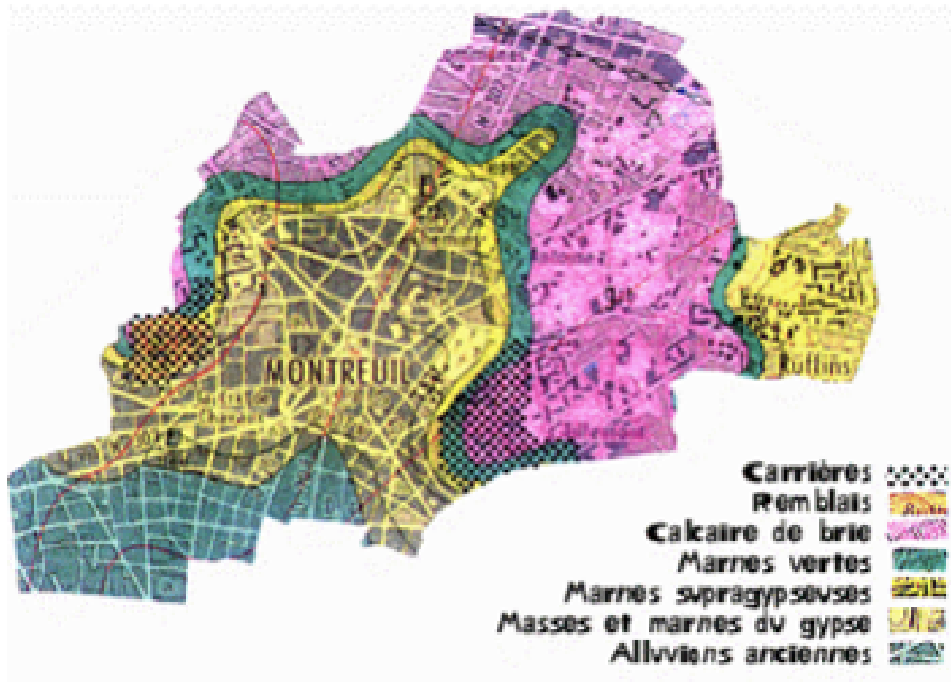 MONTREUIL
Ruffins
Carrières
Remblais
Calcaire de brie
Marnes vertes
Marnes supragypseuses
Masses et marnes du gypse
Alluvions anciennes